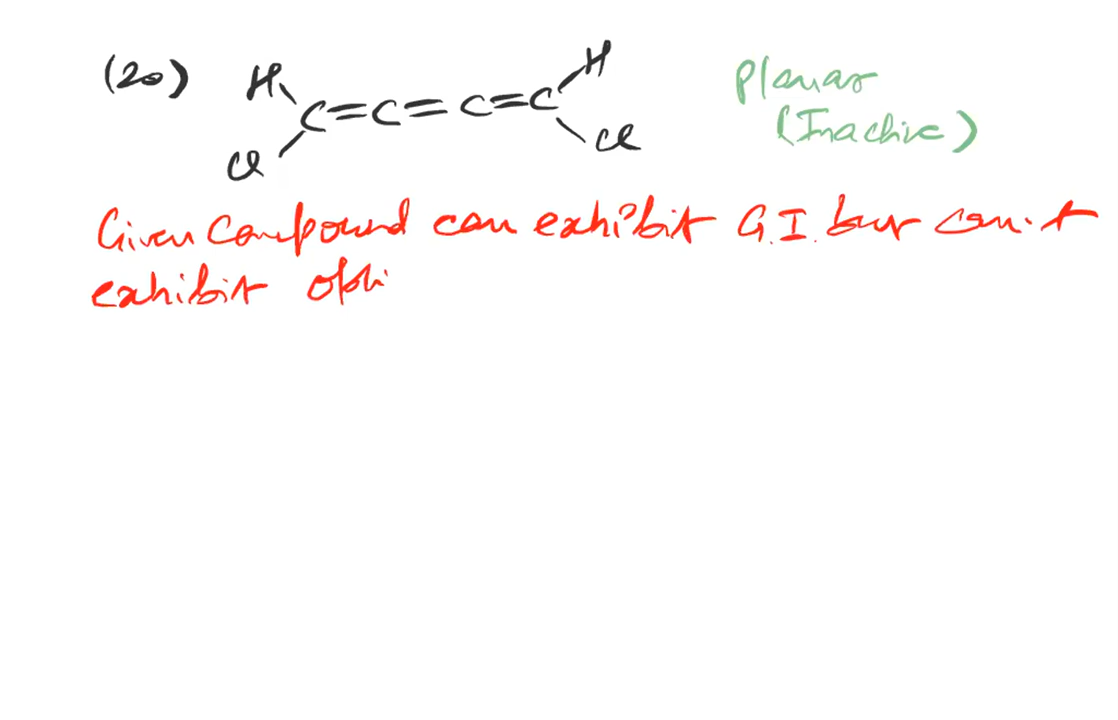 (20) H H
C=C=C=C
Cl Cl
Planar
(Inactive)
Given Compound can exhibit G.I. but can't
exhibit opti